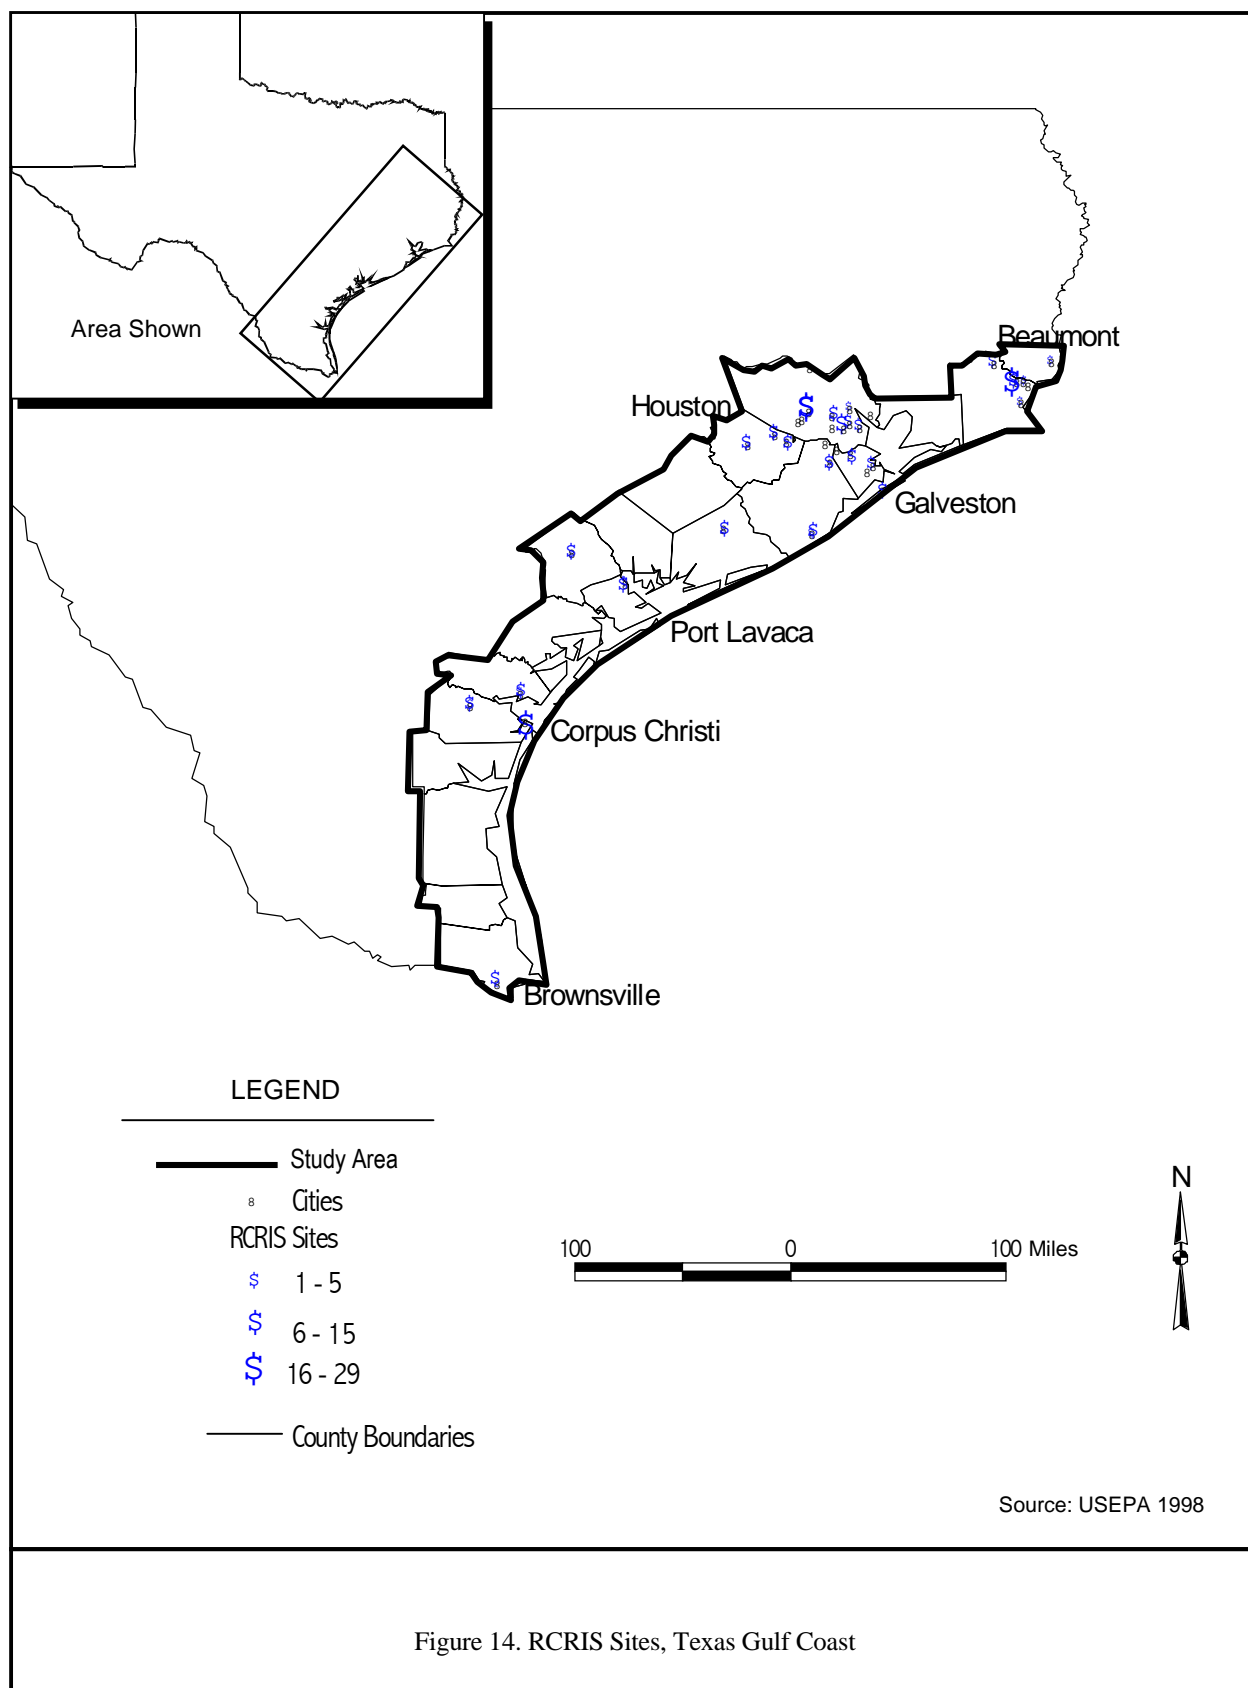 Area Shown
Beaumont
Houston
Galveston
Port Lavaca
Corpus Christi
Brownsville
LEGEND
Study Area
8 Cities
RCRIS Sites
$ 1 - 5
$ 6 - 15
$ 16 - 29
County Boundaries
100 0 100 Miles
N
Source: USEPA 1998
Figure 14. RCRIS Sites, Texas Gulf Coast